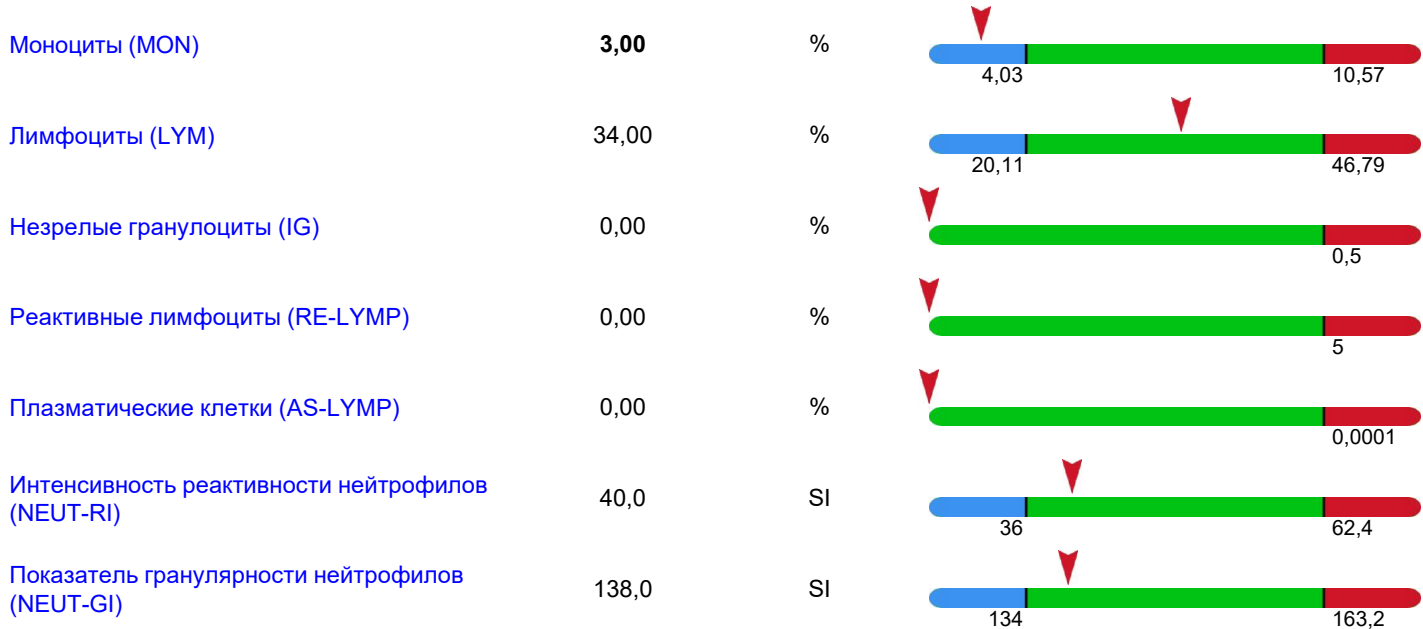 Моноциты (MON) 3,00 % 4,03 10,57
Лимфоциты (LYM) 34,00 % 20,11 46,79
Незрелые гранулоциты (IG) 0,00 % 0,5
Реактивные лимфоциты (RE-LYMP) 0,00 % 5
Плазматические клетки (AS-LYMP) 0,00 % 0,0001
Интенсивность реактивности нейтрофилов
(NEUT-RI) 40,0 SI 36 62,4
Показатель гранулярности нейтрофилов
(NEUT-GI) 138,0 SI 134 163,2